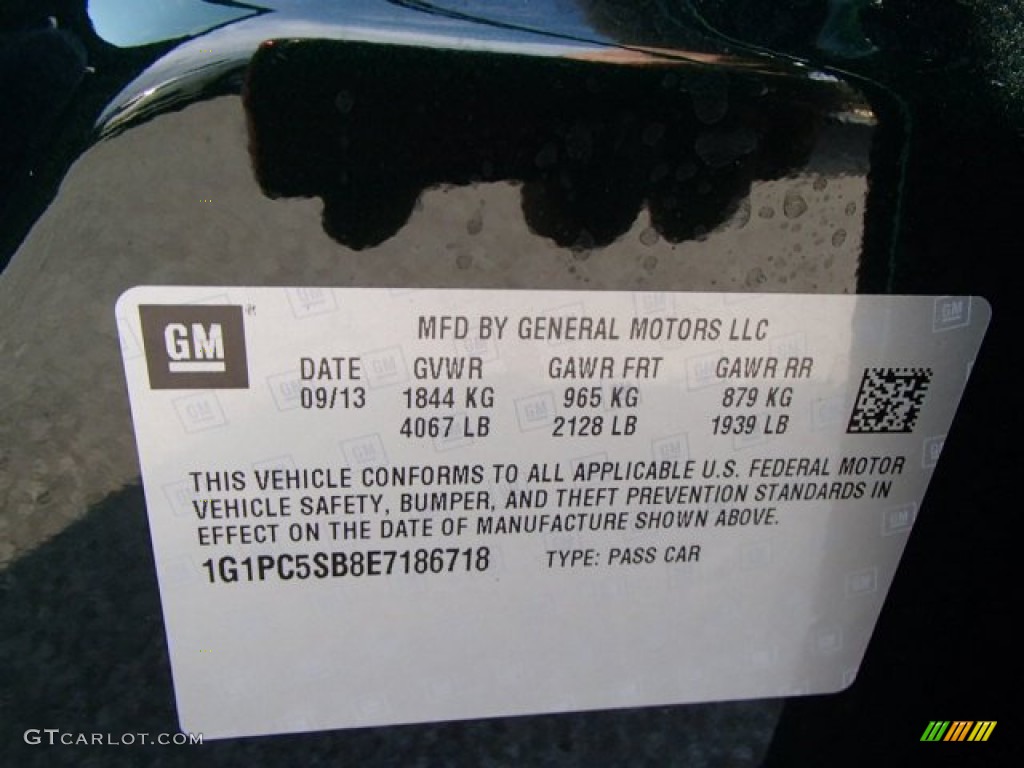 GM
MFD BY GENERAL MOTORS LLC
DATE GVWR GAWR FRT GAWR RR
09/13 1844 KG 965 KG 879 KG
4067 LB 2128 LB 1939 LB
THIS VEHICLE CONFORMS TO ALL APPLICABLE U.S. FEDERAL MOTOR
VEHICLE SAFETY, BUMPER, AND THEFT PREVENTION STANDARDS IN
EFFECT ON THE DATE OF MANUFACTURE SHOWN ABOVE.
1G1PC5SB8E7186718 TYPE: PASS CAR
GTCARLOT.COM